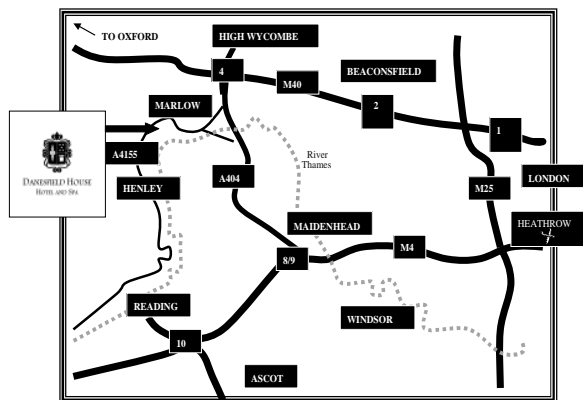 TO OXFORD
HIGH WYCOMBE
4
M40
BEACONSFIELD
2
1
MARLOW
A4155
DANESFIELD HOUSE
HOTEL AND SPA
HENLEY
River
Thames
A404
M25
LONDON
HEATHROW
MAIDENHEAD
M4
8/9
READING
10
WINDSOR
ASCOT